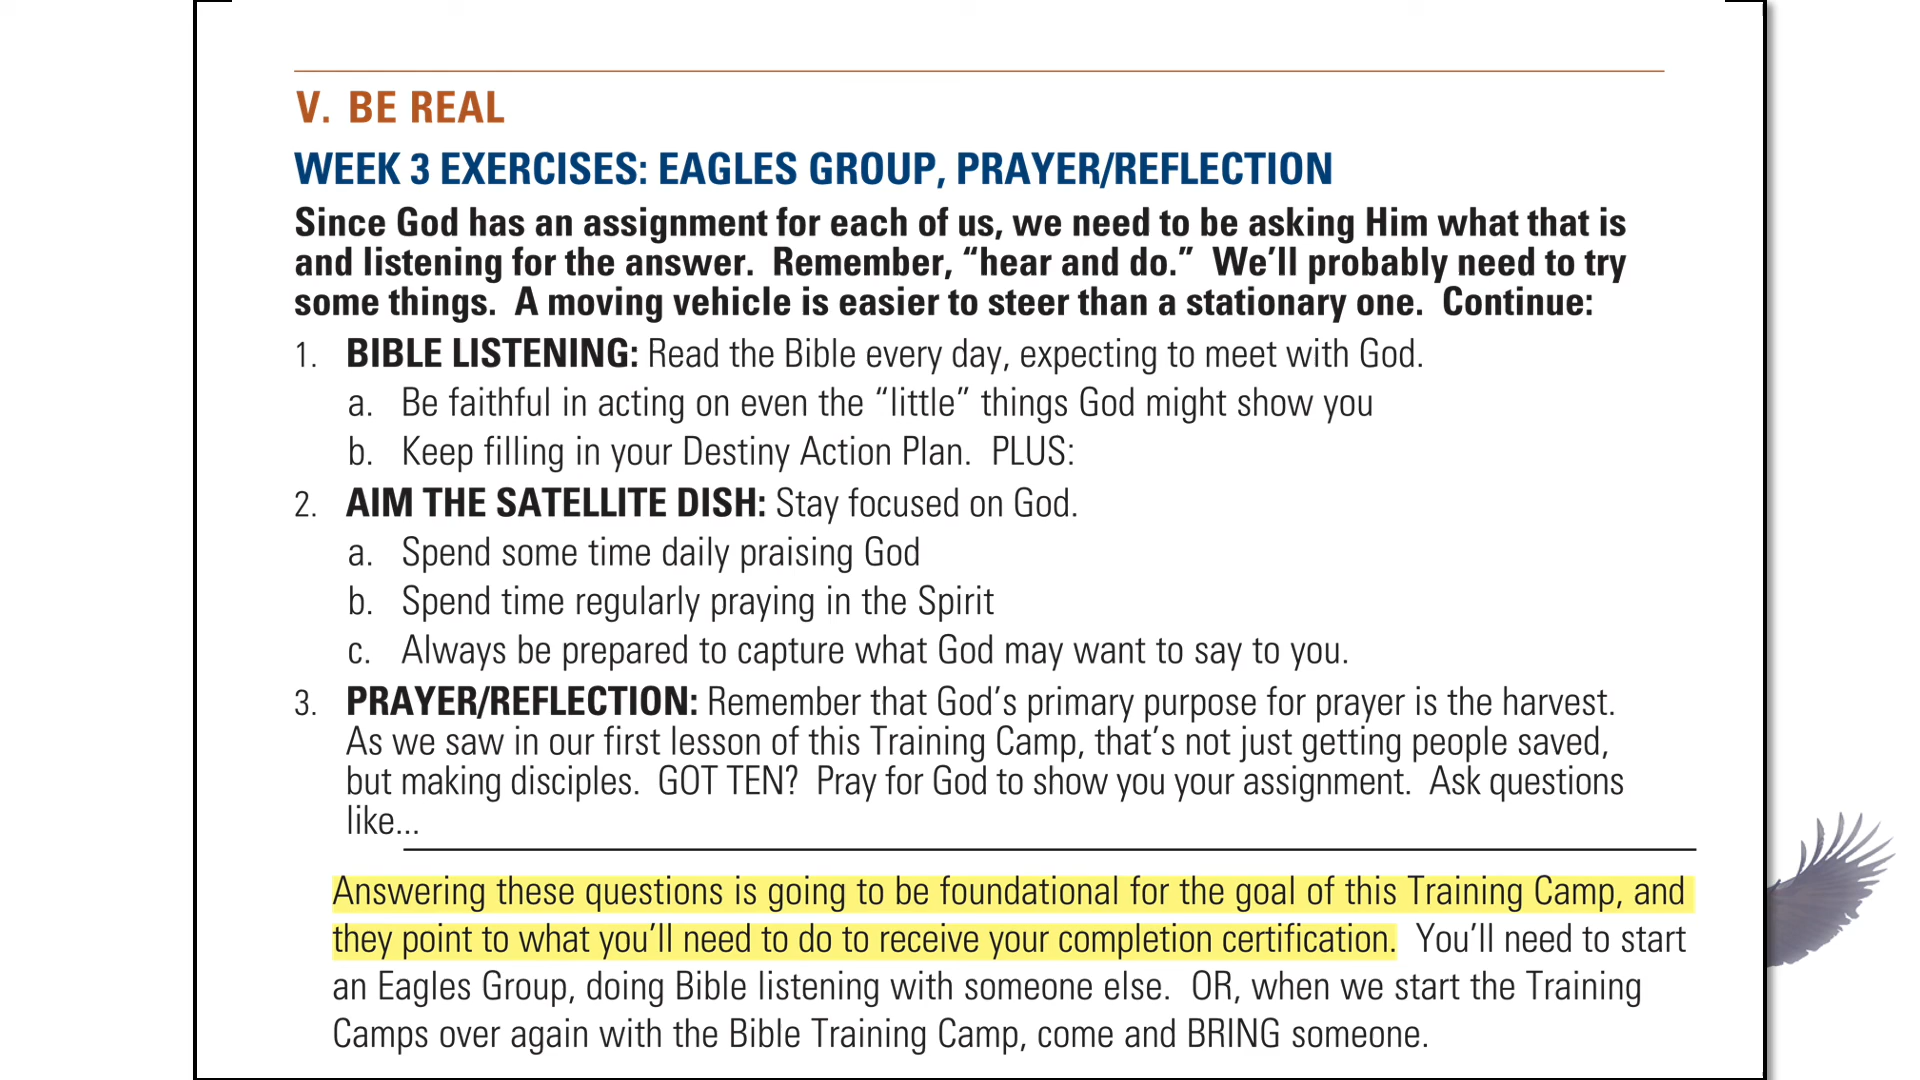 V. BE REAL
WEEK 3 EXERCISES: EAGLES GROUP, PRAYER/REFLECTION
Since God has an assignment for each of us, we need to be asking Him what that is
and listening for the answer.  Remember, “hear and do.”  We’ll probably need to try
some things.  A moving vehicle is easier to steer than a stationary one.  Continue:
1. BIBLE LISTENING: Read the Bible every day, expecting to meet with God.
a. Be faithful in acting on even the “little” things God might show you
b. Keep filling in your Destiny Action Plan.  PLUS:
2. AIM THE SATELLITE DISH: Stay focused on God.
a. Spend some time daily praising God
b. Spend time regularly praying in the Spirit
c. Always be prepared to capture what God may want to say to you.
3. PRAYER/REFLECTION: Remember that God’s primary purpose for prayer is the harvest.
As we saw in our first lesson of this Training Camp, that’s not just getting people saved,
but making disciples.  GOT TEN?  Pray for God to show you your assignment.  Ask questions
like...
Answering these questions is going to be foundational for the goal of this Training Camp, and
they point to what you’ll need to do to receive your completion certification.  You’ll need to start
an Eagles Group, doing Bible listening with someone else.  OR, when we start the Training
Camps over again with the Bible Training Camp, come and BRING someone.